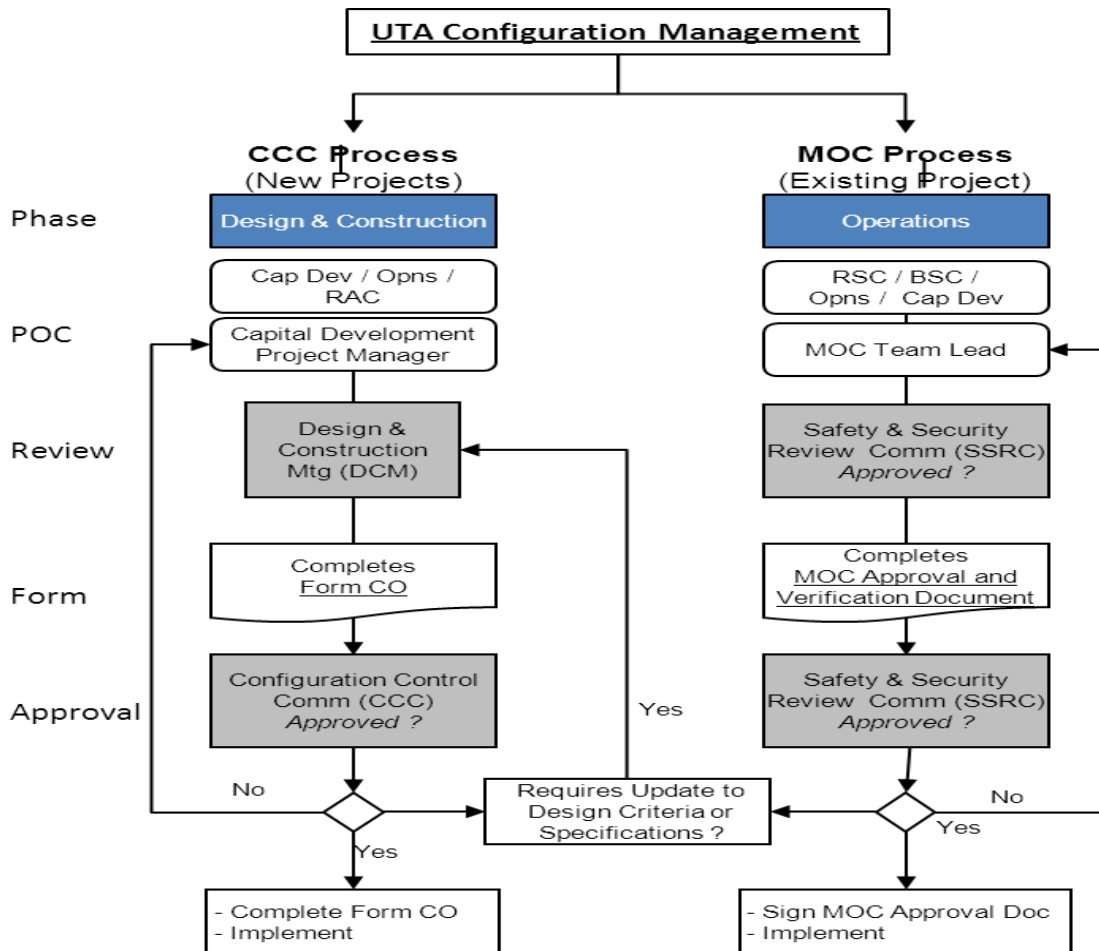 UTA Configuration Management
CCC Process
(New Projects)
MOC Process
(Existing Project)
Phase
Design & Construction
Operations
Cap Dev / Opns /
RAC
RSC / BSC /
Opns / Cap Dev
POC
Capital Development
Project Manager
MOC Team Lead
Review
Design &
Construction
Mtg (DCM)
Safety & Security
Review Comm (SSRC)
Approved ?
Form
Completes
Form CO
Completes
MOC Approval and
Verification Document
Approval
Configuration Control
Comm (CCC)
Approved ?
Yes
Safety & Security
Review Comm (SSRC)
Approved ?
No
Requires Update to
Design Criteria or
Specifications ?
No
Yes
Yes
- Complete Form CO
- Implement
- Sign MOC Approval Doc
- Implement